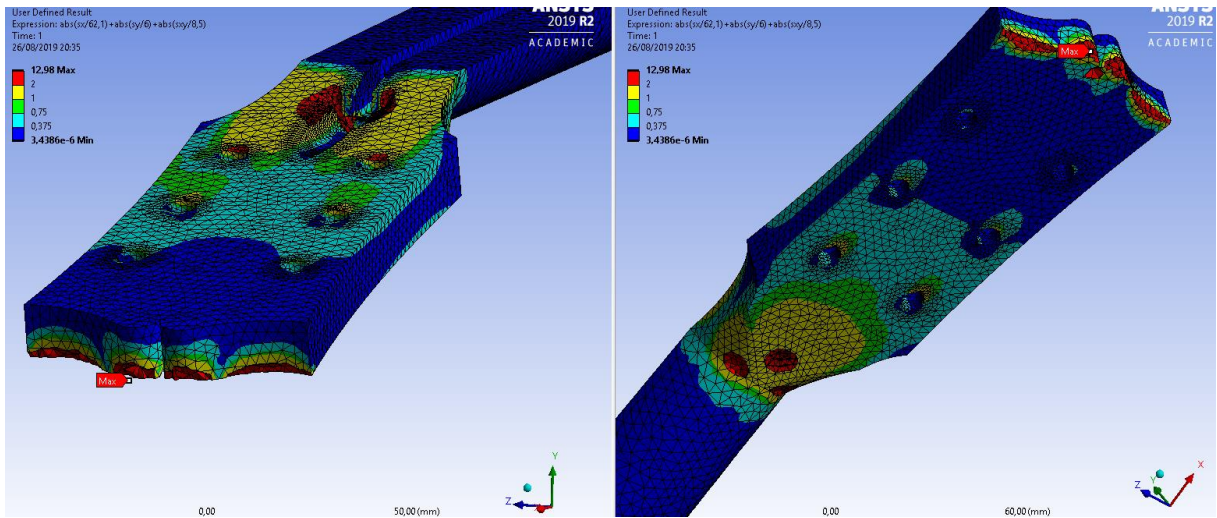 User Defined Result
Expression: abs(sx/62,1)+abs(sy/6)+abs(sxy/8,5)
Time: 1
26/08/2019 20:35
12,98 Max
2
1
0,75
0,375
3,4386e-6 Min
ANSYS
2019 R2
ACADEMIC
Max
0,00
50,00 (mm)
Y
Z
User Defined Result
Expression: abs(sx/62,1)+abs(sy/6)+abs(sxy/8,5)
Time: 1
26/08/2019 20:35
12,98 Max
2
1
0,75
0,375
3,4386e-6 Min
ANSYS
2019 R2
ACADEMIC
Max
0,00
60,00 (mm)
X
Y
Z